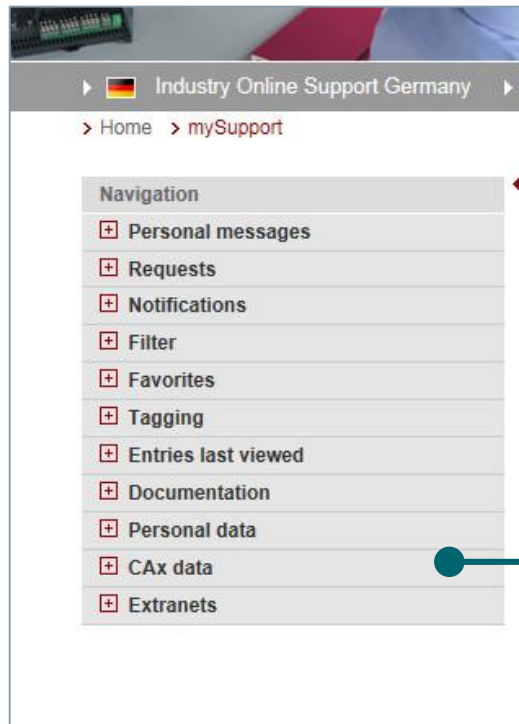 Industry Online Support Germany
Home mySupport
Navigation
Personal messages
Requests
Notifications
Filter
Favorites
Tagging
Entries last viewed
Documentation
Personal data
CAx data
Extranets